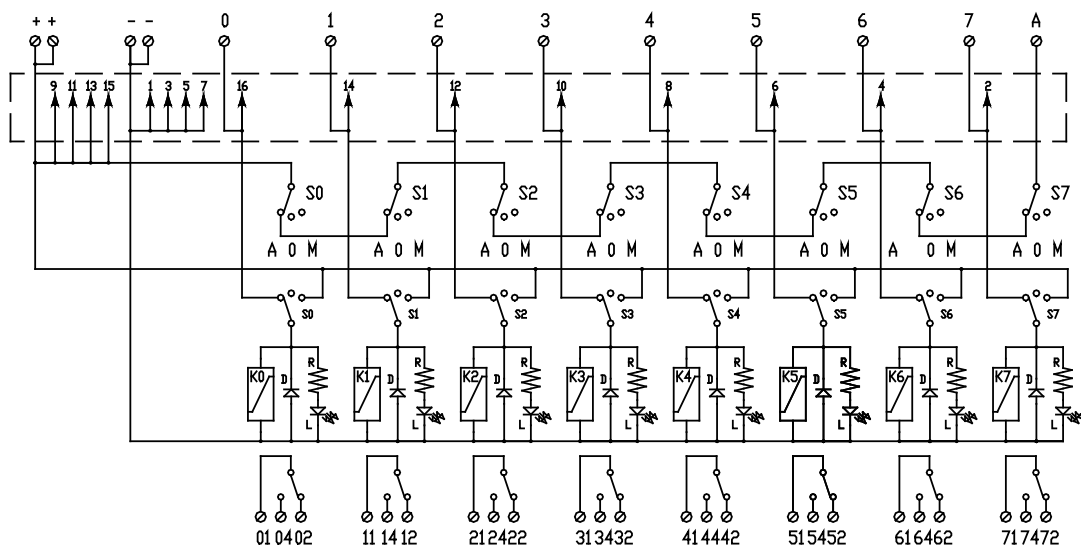 + + - - 0 1 2 3 4 5 6 7 A
9 11 13 15 1 3 5 7 16 14 12 10 8 6 4 2
S0 S1 S2 S3 S4 S5 S6 S7
A 0 M A 0 M A 0 M A 0 M A 0 M A 0 M A 0 M A 0 M
S0 S1 S2 S3 S4 S5 S6 S7
R R R R R R R R
K0 D K1 D K2 D K3 D K4 D K5 D K6 D K7 D
L L L L L L L L
01 04 02 11 14 12 21 24 22 31 34 32 41 44 42 51 54 52 61 64 62 71 74 72